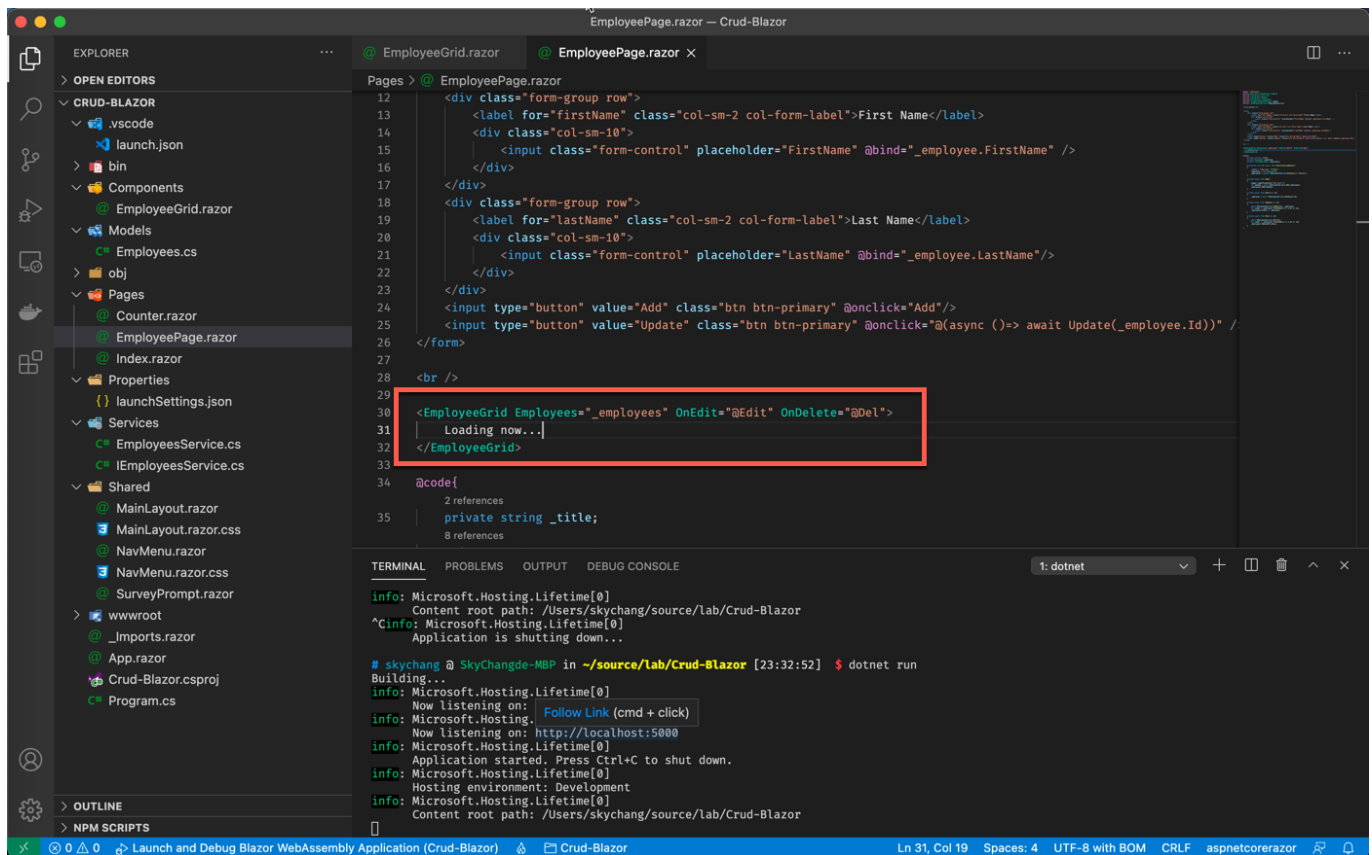 EmployeePage.razor — Crud-Blazor
EXPLORER
OPEN EDITORS
CRUD-BLAZOR
.vscode
launch.json
bin
Components
EmployeeGrid.razor
Models
C# Employees.cs
obj
Pages
@ Counter.razor
@ EmployeePage.razor
@ Index.razor
Properties
{} launchSettings.json
Services
C# EmployeesService.cs
C# IEmployeesService.cs
Shared
@ MainLayout.razor
MainLayout.razor.css
@ NavMenu.razor
NavMenu.razor.css
@ SurveyPrompt.razor
wwwroot
@ _Imports.razor
@ App.razor
Crud-Blazor.csproj
C# Program.cs
OUTLINE
NPM SCRIPTS
@ EmployeeGrid.razor
@ EmployeePage.razor
Pages > @ EmployeePage.razor
12 <div class="form-group row">
13 <label for="firstName" class="col-sm-2 col-form-label">First Name</label>
14 <div class="col-sm-10">
15 <input class="form-control" placeholder="FirstName" @bind="_employee.FirstName" />
16 </div>
17 </div>
18 <div class="form-group row">
19 <label for="lastName" class="col-sm-2 col-form-label">Last Name</label>
20 <div class="col-sm-10">
21 <input class="form-control" placeholder="LastName" @bind="_employee.LastName"/>
22 </div>
23 </div>
24 <input type="button" value="Add" class="btn btn-primary" @onclick="Add"/>
25 <input type="button" value="Update" class="btn btn-primary" @onclick="@(async ()=> await Update(_employee.Id))" /
26 </form>
27
28 <br />
29
30 <EmployeeGrid Employees="_employees" OnEdit="@Edit" OnDelete="@Del">
31 Loading now...
32 </EmployeeGrid>
33
34 @code{
2 references
35 private string _title;
8 references
TERMINAL PROBLEMS OUTPUT DEBUG CONSOLE 1: dotnet
info: Microsoft.Hosting.Lifetime[0]
Content root path: /Users/skychang/source/lab/Crud-Blazor
^Cinfo: Microsoft.Hosting.Lifetime[0]
Application is shutting down...
# skychang @ SkyChangde-MBP in ~/source/lab/Crud-Blazor [23:32:52] $ dotnet run
Building...
info: Microsoft.Hosting.Lifetime[0]
Now listening on:
Follow Link (cmd + click)
info: Microsoft.Hosting.
Now listening on: http://localhost:5000
info: Microsoft.Hosting.Lifetime[0]
Application started. Press Ctrl+C to shut down.
info: Microsoft.Hosting.Lifetime[0]
Hosting environment: Development
info: Microsoft.Hosting.Lifetime[0]
Content root path: /Users/skychang/source/lab/Crud-Blazor
0 0 Launch and Debug Blazor WebAssembly Application (Crud-Blazor) Crud-Blazor Ln 31, Col 19 Spaces: 4 UTF-8 with BOM CRLF aspnetcorerazor